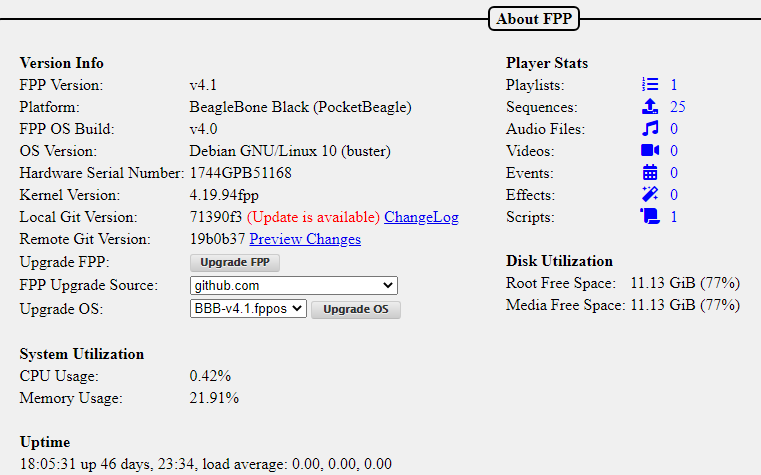 About FPP
Version Info
FPP Version: v4.1
Platform: BeagleBone Black (PocketBeagle)
FPP OS Build: v4.0
OS Version: Debian GNU/Linux 10 (buster)
Hardware Serial Number: 1744GPB51168
Kernel Version: 4.19.94fpp
Local Git Version: 71390f3 (Update is available) ChangeLog
Remote Git Version: 19b0b37 Preview Changes
Upgrade FPP: Upgrade FPP
FPP Upgrade Source: github.com
Upgrade OS: BBB-v4.1.fppos Upgrade OS
System Utilization
CPU Usage: 0.42%
Memory Usage: 21.91%
Uptime
18:05:31 up 46 days, 23:34, load average: 0.00, 0.00, 0.00
Player Stats
Playlists: 1
Sequences: 25
Audio Files: 0
Videos: 0
Events: 0
Effects: 0
Scripts: 1
Disk Utilization
Root Free Space: 11.13 GiB (77%)
Media Free Space: 11.13 GiB (77%)